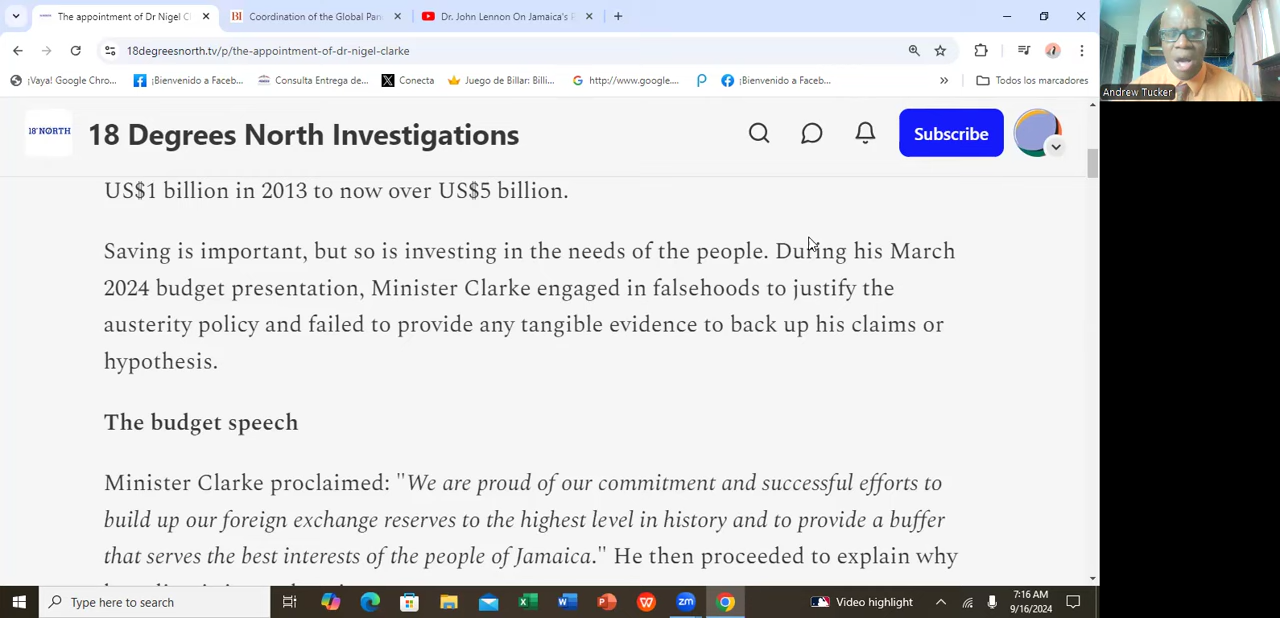 The appointment of Dr Nigel Cl
Coordination of the Global Pan
Dr. John Lennon On Jamaica's
18degreesnorth.tv/p/the-appointment-of-dr-nigel-clarke
¡Vaya! Google Chro...
¡Bienvenido a Faceb...
Consulta Entrega de...
Conecta
Juego de Billar: Billi...
http://www.google....
¡Bienvenido a Faceb...
»
Todos los marcadores
Andrew Tucker
18°NORTH
18 Degrees North Investigations
Subscribe
US$1 billion in 2013 to now over US$5 billion.
Saving is important, but so is investing in the needs of the people. During his March
2024 budget presentation, Minister Clarke engaged in falsehoods to justify the
austerity policy and failed to provide any tangible evidence to back up his claims or
hypothesis.
The budget speech
Minister Clarke proclaimed: "We are proud of our commitment and successful efforts to
build up our foreign exchange reserves to the highest level in history and to provide a buffer
that serves the best interests of the people of Jamaica." He then proceeded to explain why
Type here to search
Video highlight
7:16 AM
9/16/2024